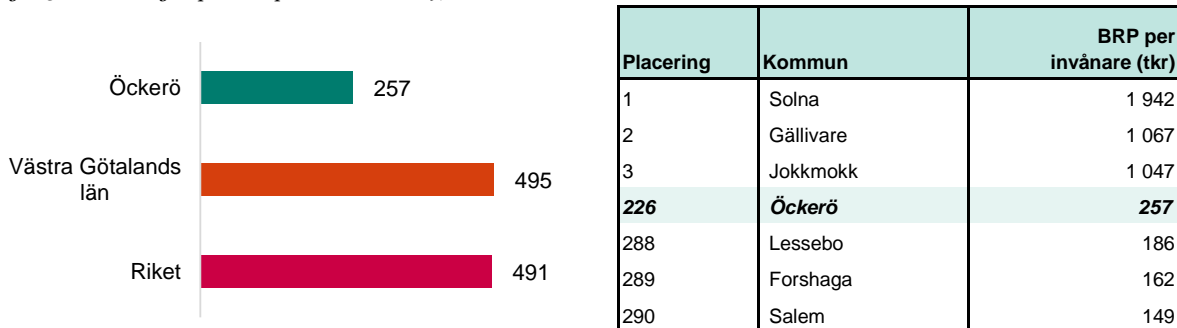 Öckerö
257
Västra Götalands
län
495
Riket
491
BRP per
Placering Kommun invånare (tkr)
1 Solna 1 942
2 Gällivare 1 067
3 Jokkmokk 1 047
226 Öckerö 257
288 Lessebo 186
289 Forshaga 162
290 Salem 149